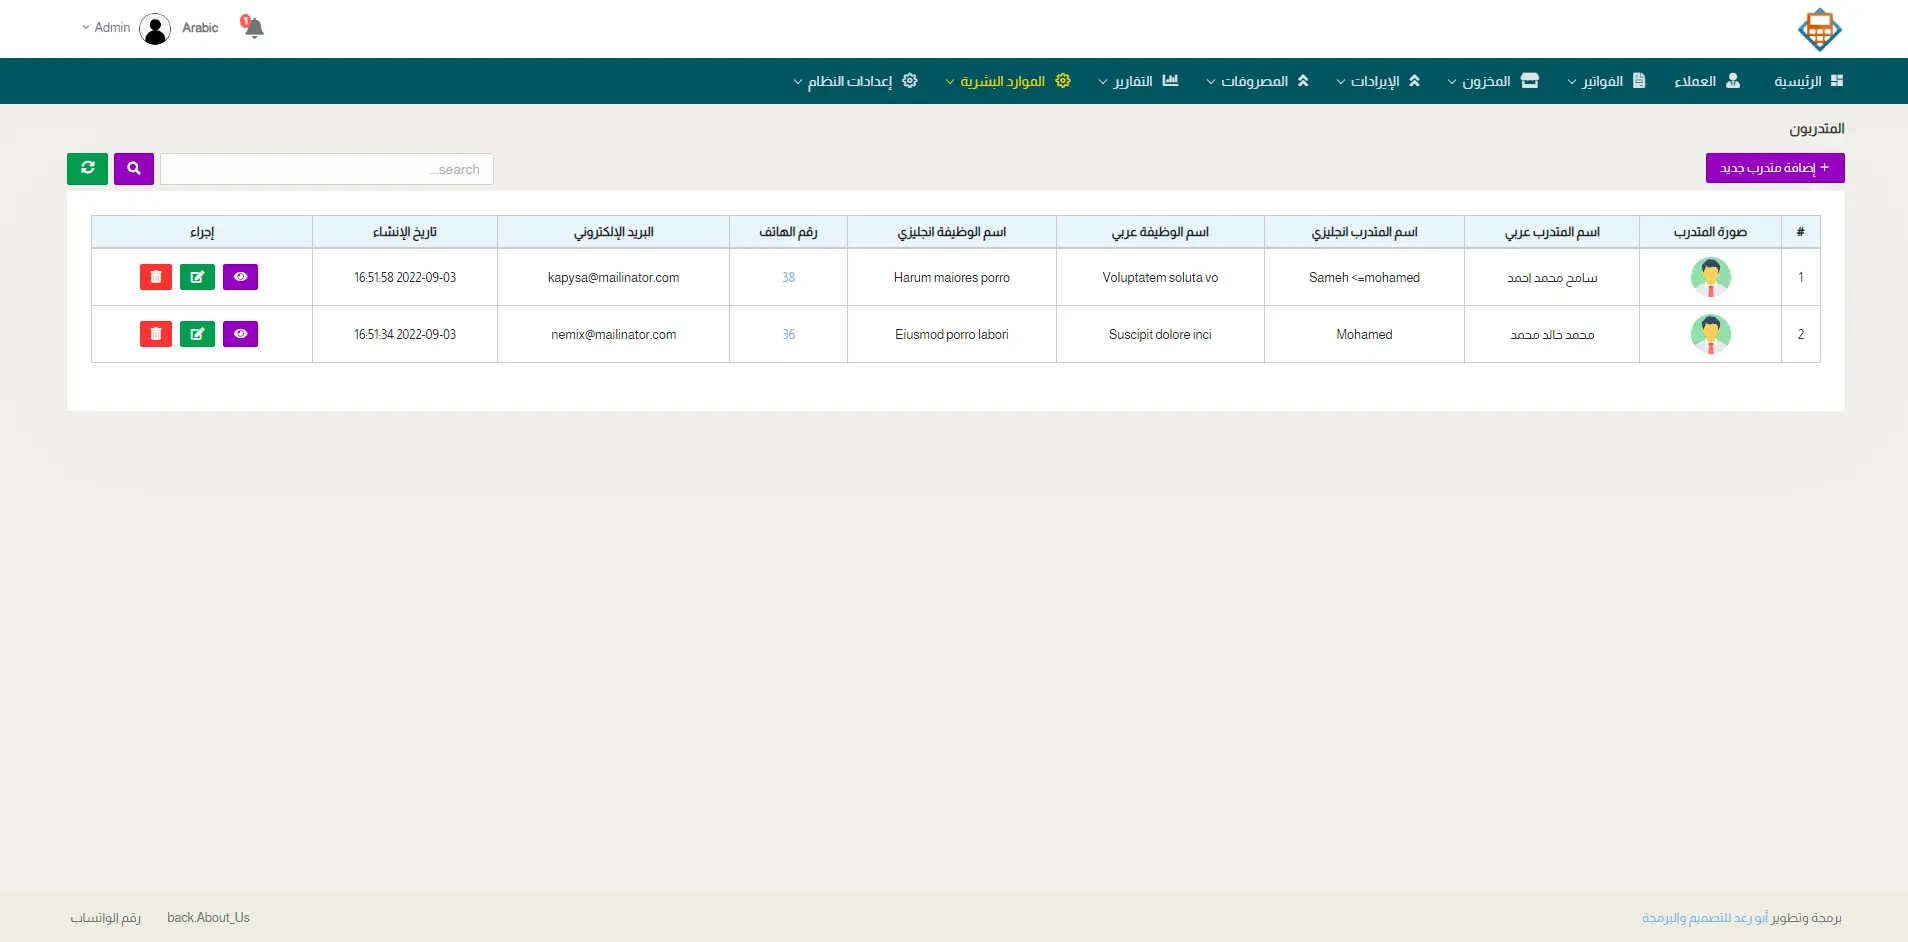 1
Arabic
Admin
الرئيسية
العملاء
الفواتير
المخزون
الإيرادات
المصروفات
التقارير
الموارد البشرية
إعدادات النظام
المتدربون
+ إضافة متدرب جديد
search...
# صورة المتدرب اسم المتدرب عربي اسم المتدرب انجليزي اسم الوظيفة عربي اسم الوظيفة انجليزي رقم الهاتف البريد الإلكتروني تاريخ الإنشاء إجراء
1 سامح محمد احمد Sameh <=mohamed Voluptatem soluta vo Harum maiores porro 38 kapysa@mailinator.com 2022-09-03 16:51:58
2 محمد خالد محمد Mohamed Suscipit dolore inci Eiusmod porro labori 36 nemix@mailinator.com 2022-09-03 16:51:34
برمجة وتطوير أبو رغد للتصميم والبرمجة
back.About_Us
رقم الواتساب